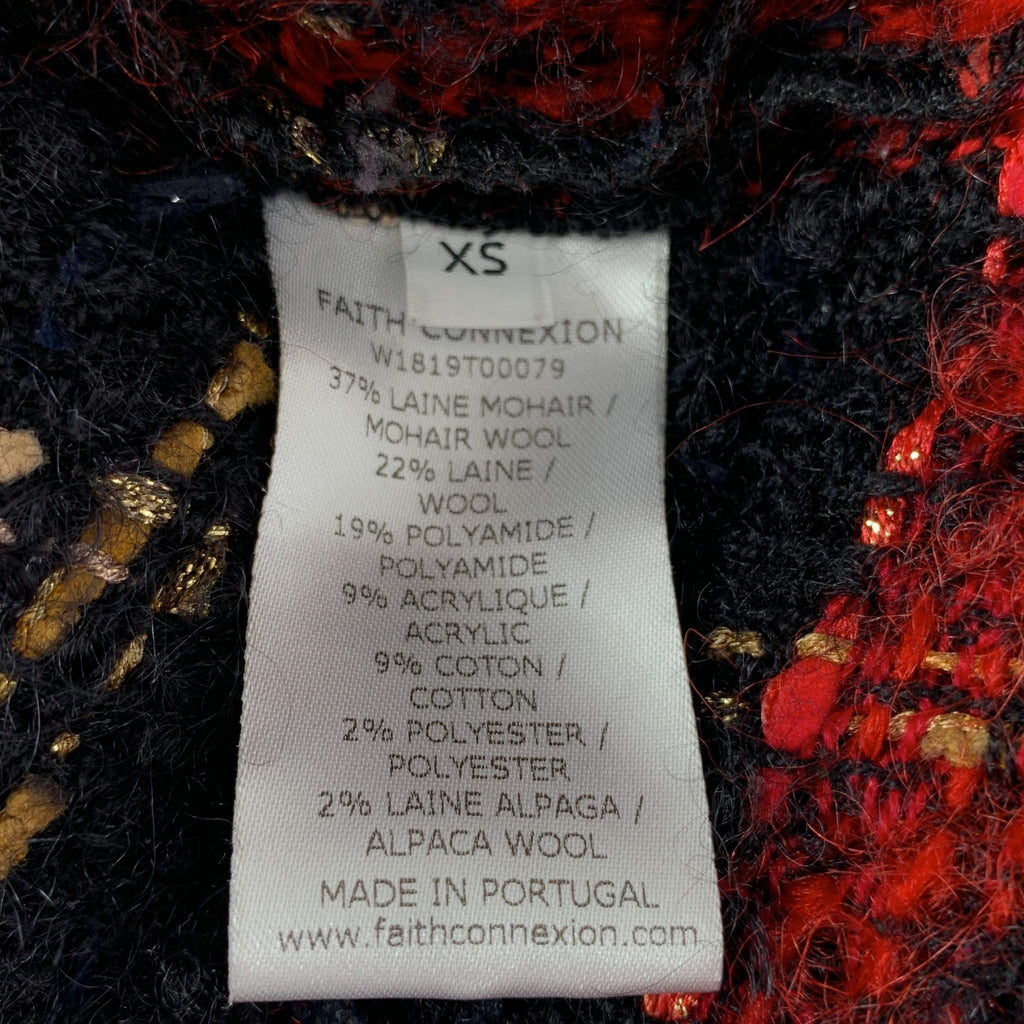 XS
FAITH CONNEXION
W1819T00079
37% LAINE MOHAIR /
MOHAIR WOOL
22% LAINE /
WOOL
19% POLYAMIDE /
POLYAMIDE
9% ACRYLIQUE /
ACRYLIC
9% COTON /
COTTON
2% POLYESTER /
POLYESTER
2% LAINE ALPAGA /
ALPACA WOOL
MADE IN PORTUGAL
www.faithconnexion.com